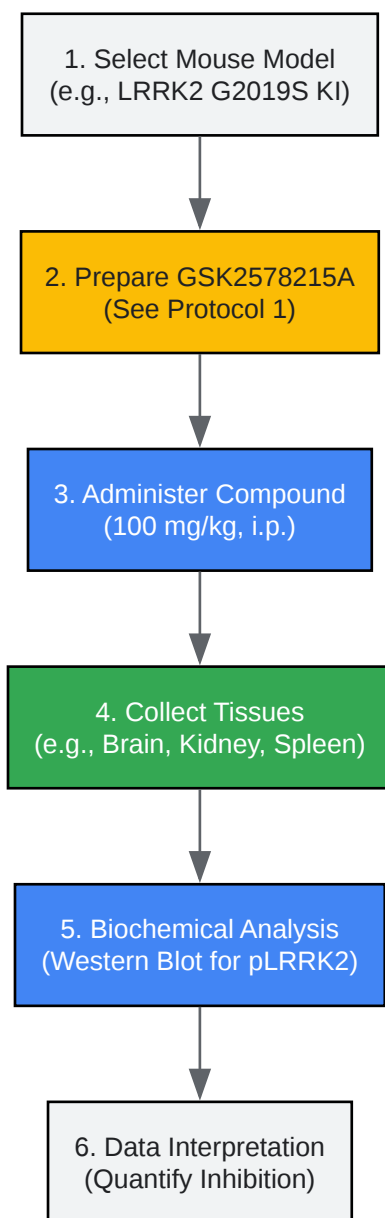 1. Select Mouse Model
(e.g., LRRK2 G2019S KI)
2. Prepare GSK2578215A
(See Protocol 1)
3. Administer Compound
(100 mg/kg, i.p.)
4. Collect Tissues
(e.g., Brain, Kidney, Spleen)
5. Biochemical Analysis
(Western Blot for pLRRK2)
6. Data Interpretation
(Quantify Inhibition)